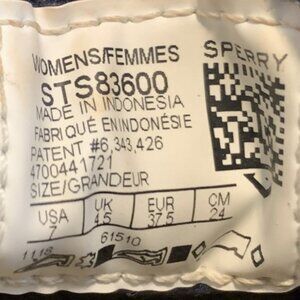 WOMENS/FEMMES
SPERRY
STS83600
MADE IN INDONESIA
FABRIQUÉ EN INDONÉSIE
PATENT #6,343,426
4700441721
SIZE/GRANDEUR
USA UK EUR CM
7 4.5 37.5 24
1118 61510